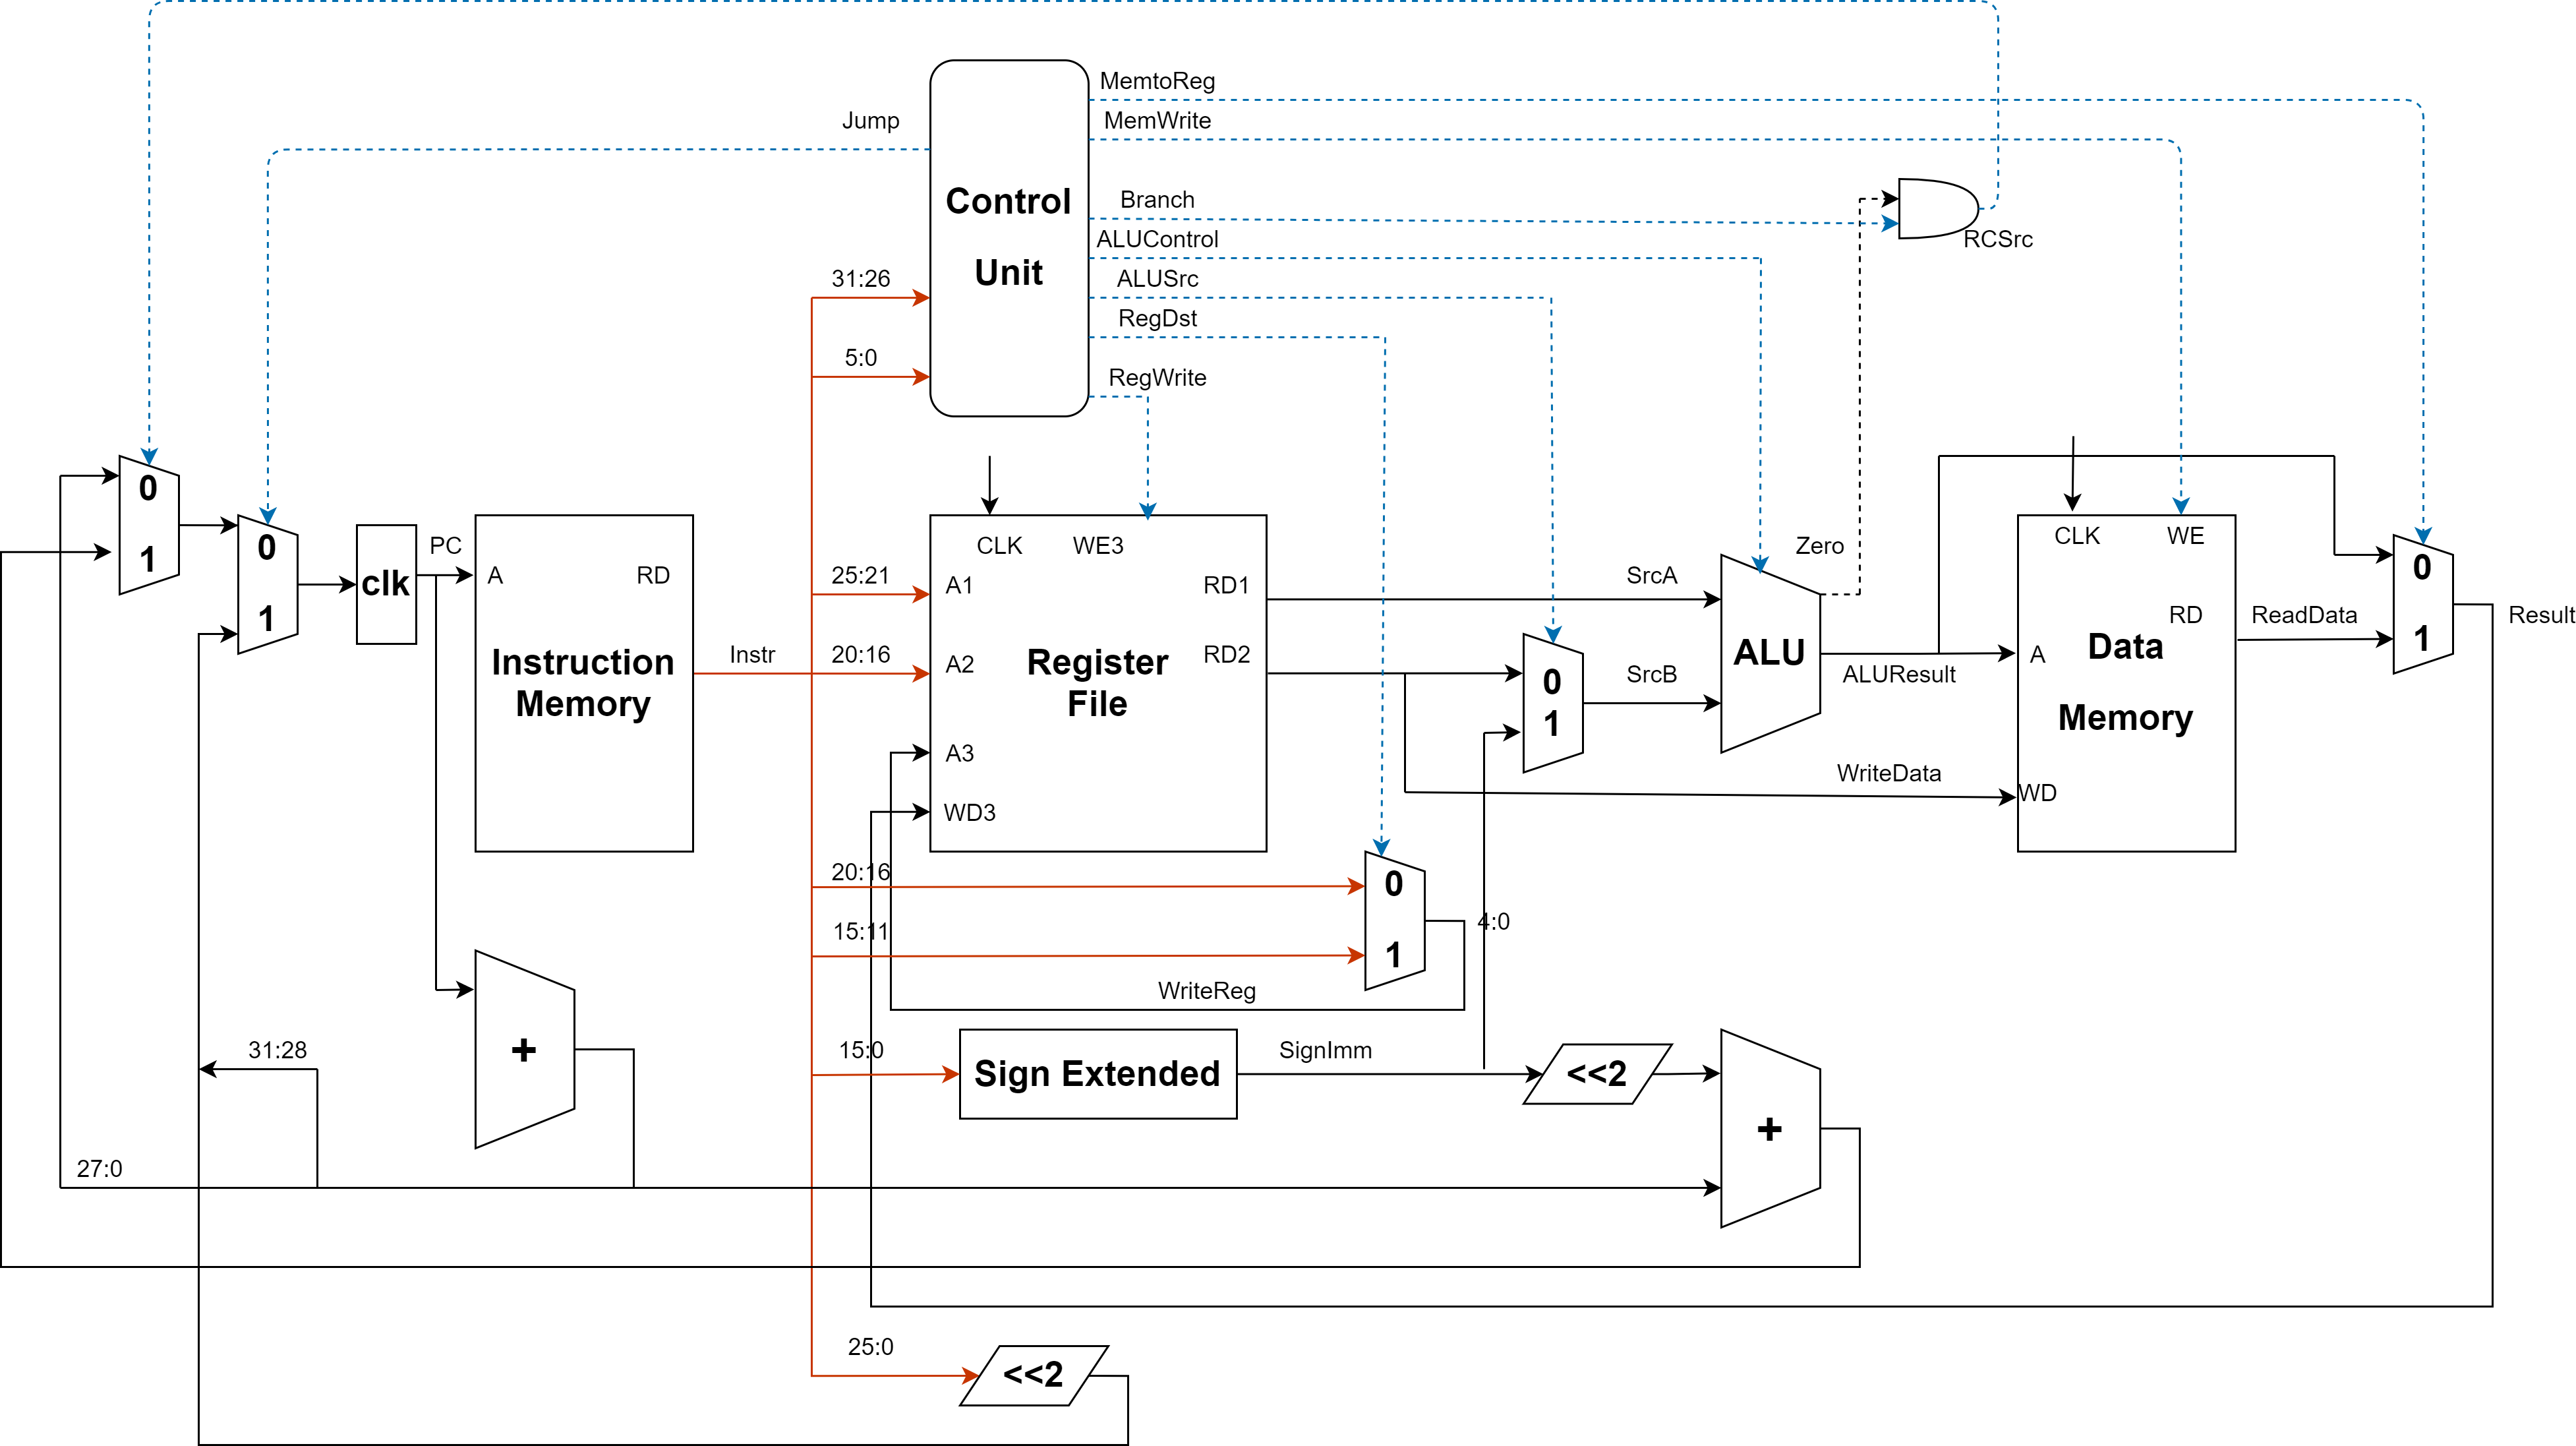 MemtoReg
Jump
MemWrite
Control
Unit
Branch
RCSrc
ALUControl
31:26
ALUSrc
RegDst
5:0
RegWrite
0
1
0
1
clk
PC
A
RD
Instruction
Memory
Instr
25:21
20:16
CLK
WE3
A1
RD1
A2
RD2
Register
File
A3
WD3
SrcA
0
1
SrcB
Zero
ALU
ALUResult
WriteData
CLK
WE
RD
A
Data
Memory
WD
ReadData
0
1
Result
20:16
15:11
0
1
4:0
WriteReg
+
31:28
27:0
15:0
Sign Extended
SignImm
<<2
+
25:0
<<2